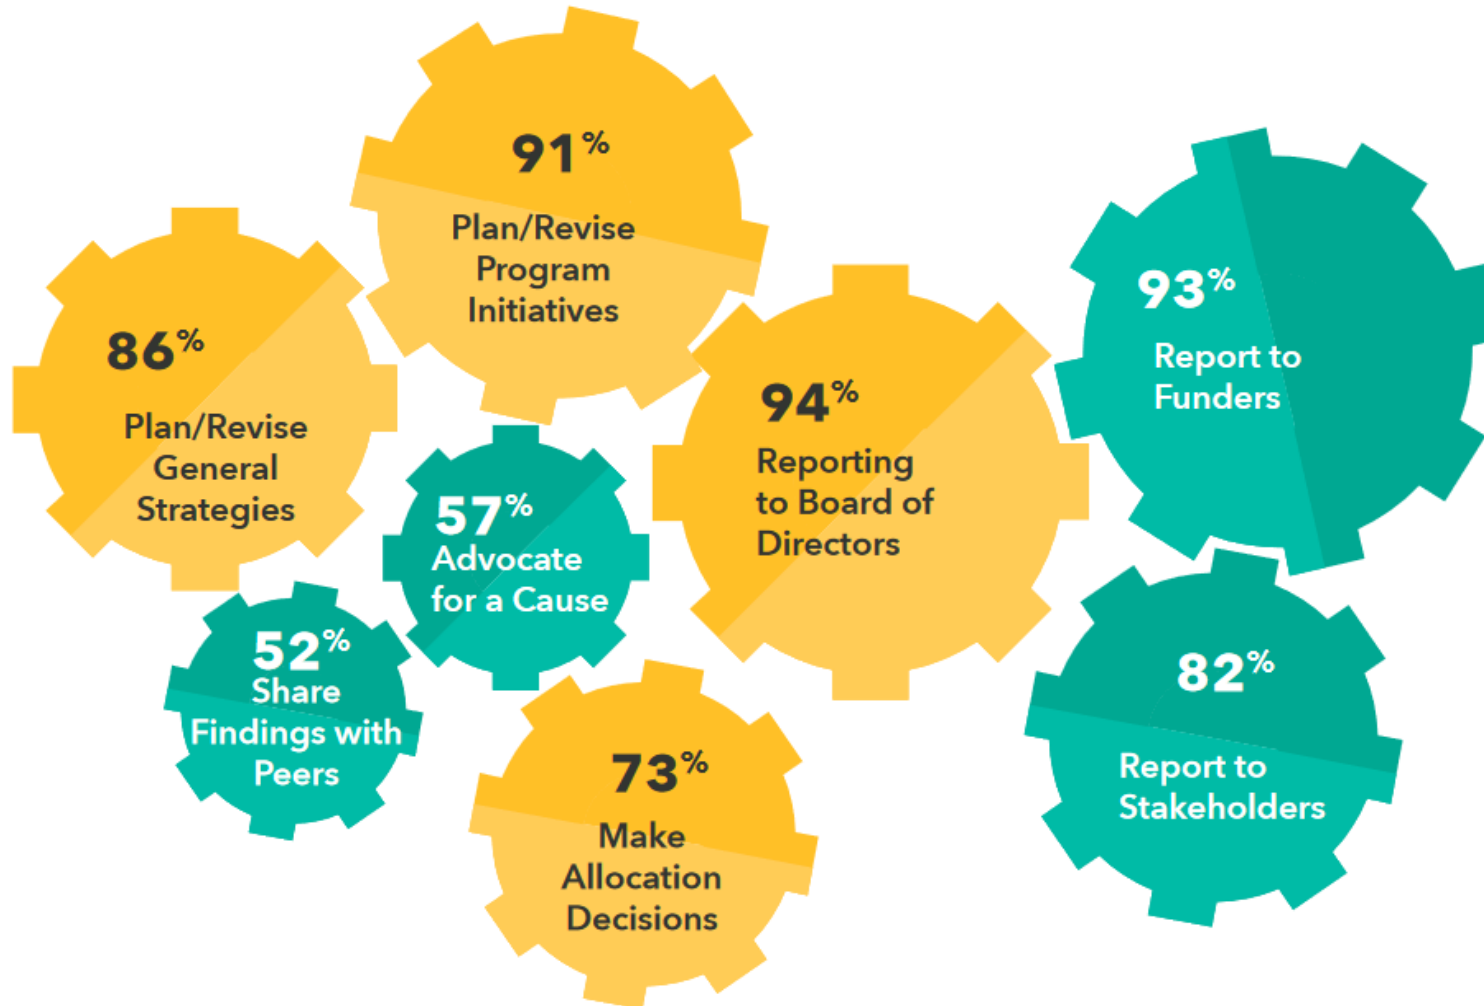 91%
Plan/Revise
Program
Initiatives
86%
Plan/Revise
General
Strategies
94%
Reporting
to Board of
Directors
93%
Report to
Funders
57%
Advocate
for a Cause
52%
Share
Findings with
Peers
73%
Make
Allocation
Decisions
82%
Report to
Stakeholders